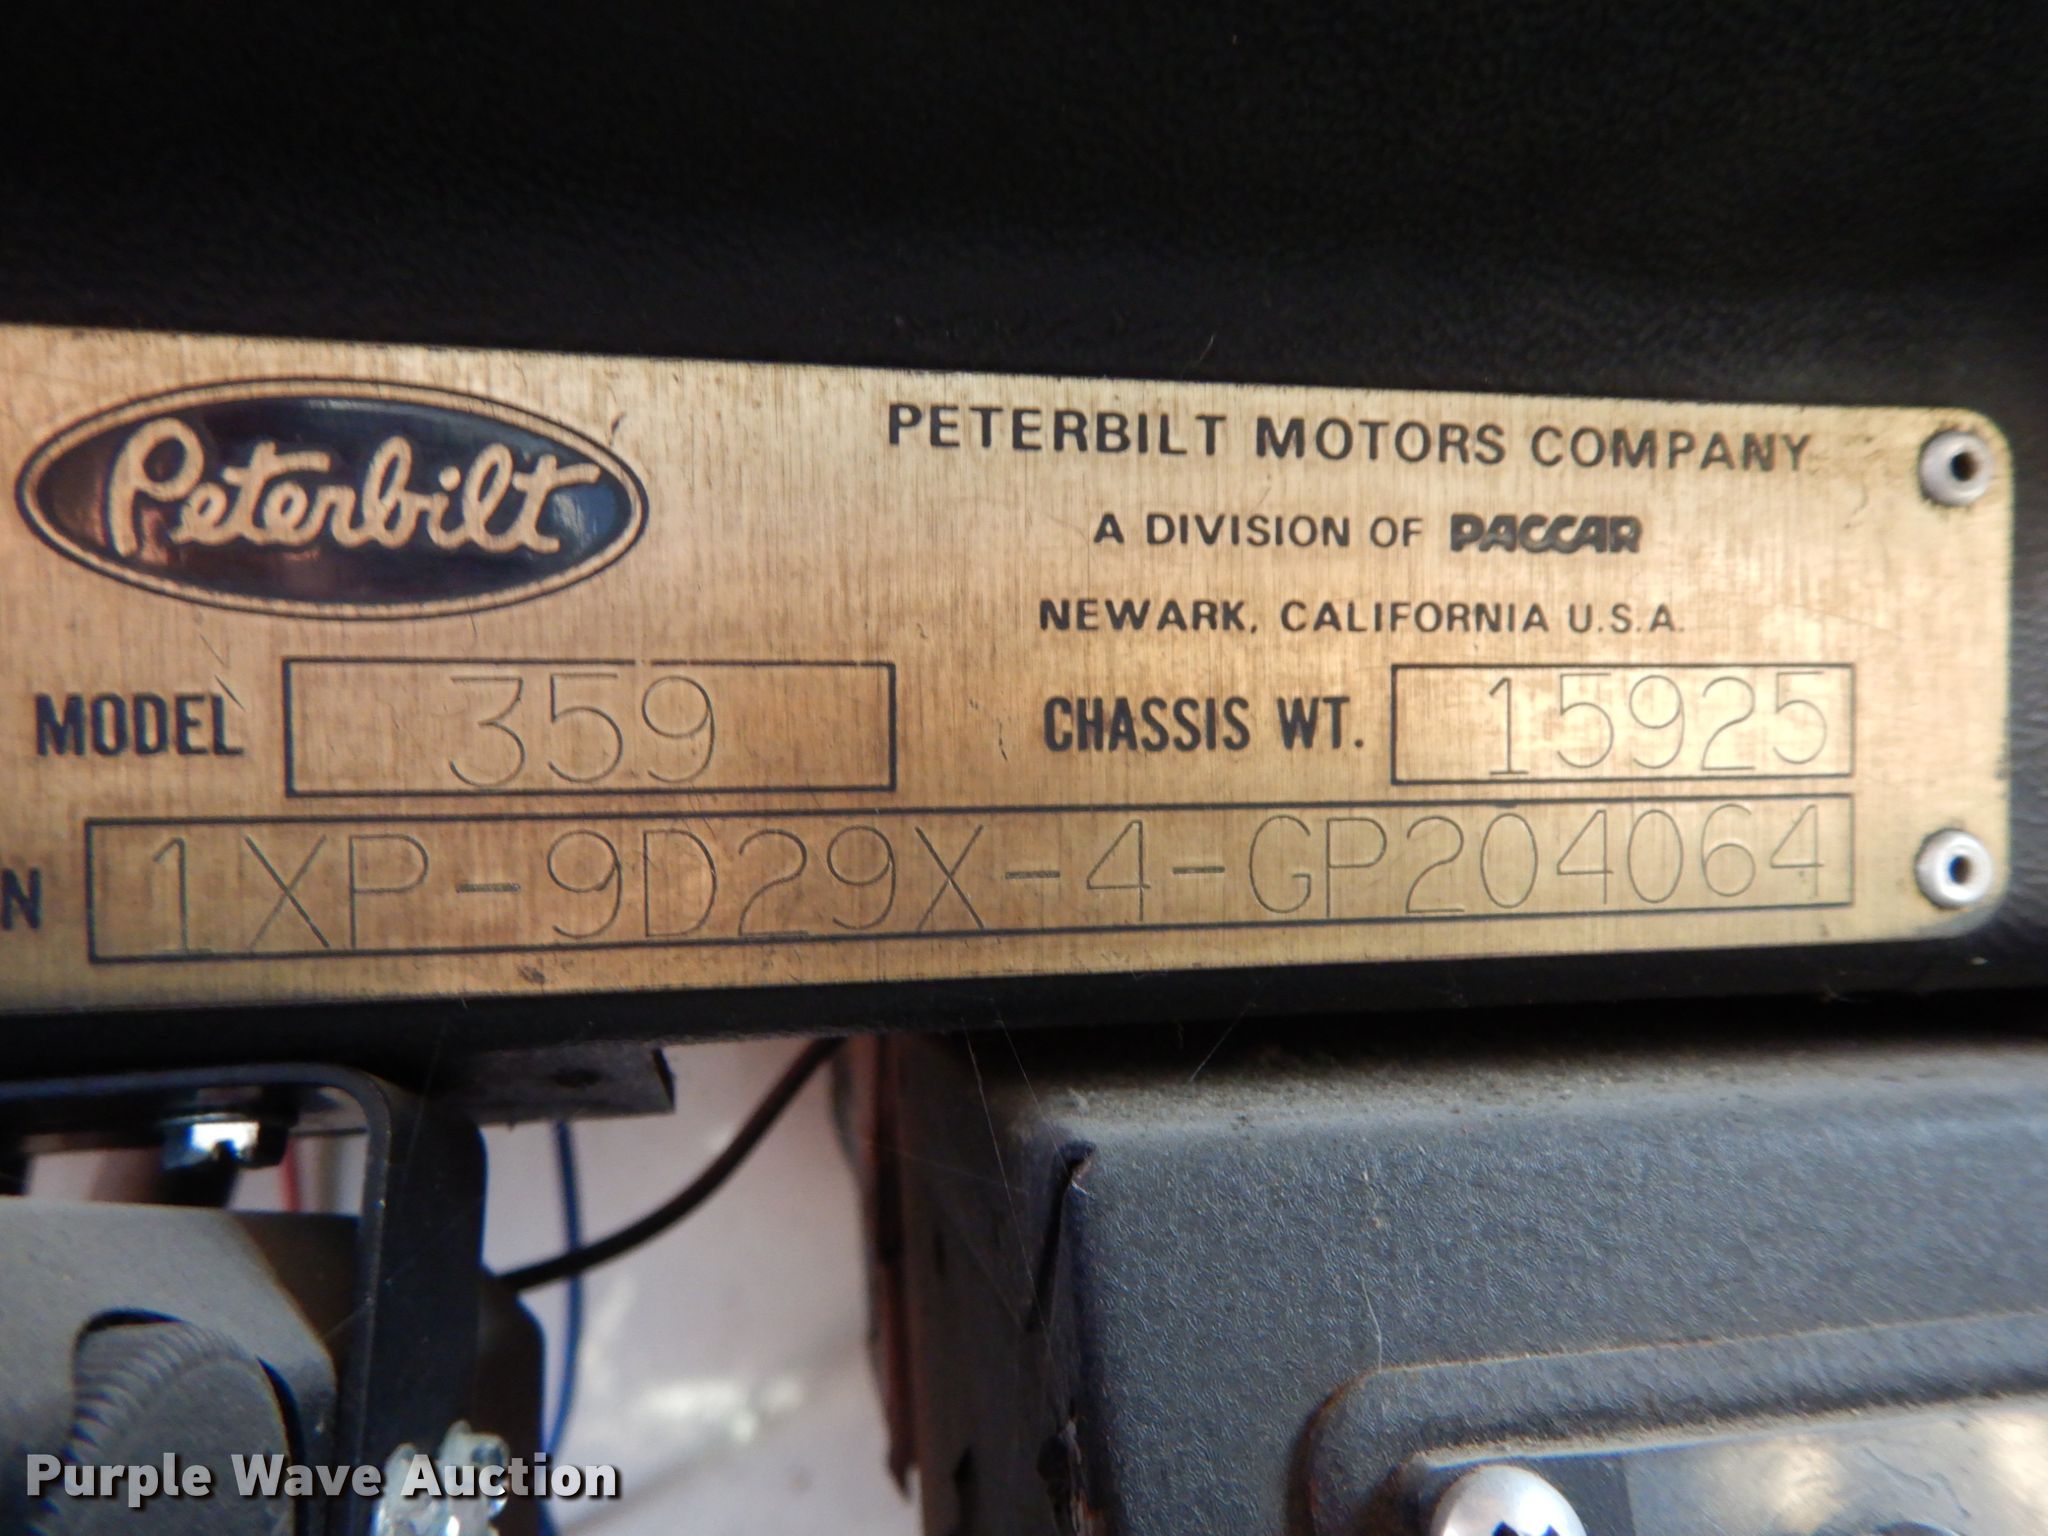 Peterbilt
PETERBILT MOTORS COMPANY
A DIVISION OF PACCAR
NEWARK, CALIFORNIA U.S.A.
MODEL 359 CHASSIS WT. 15925
N 1XP-9D29X-4-GP204064
Purple Wave Auction